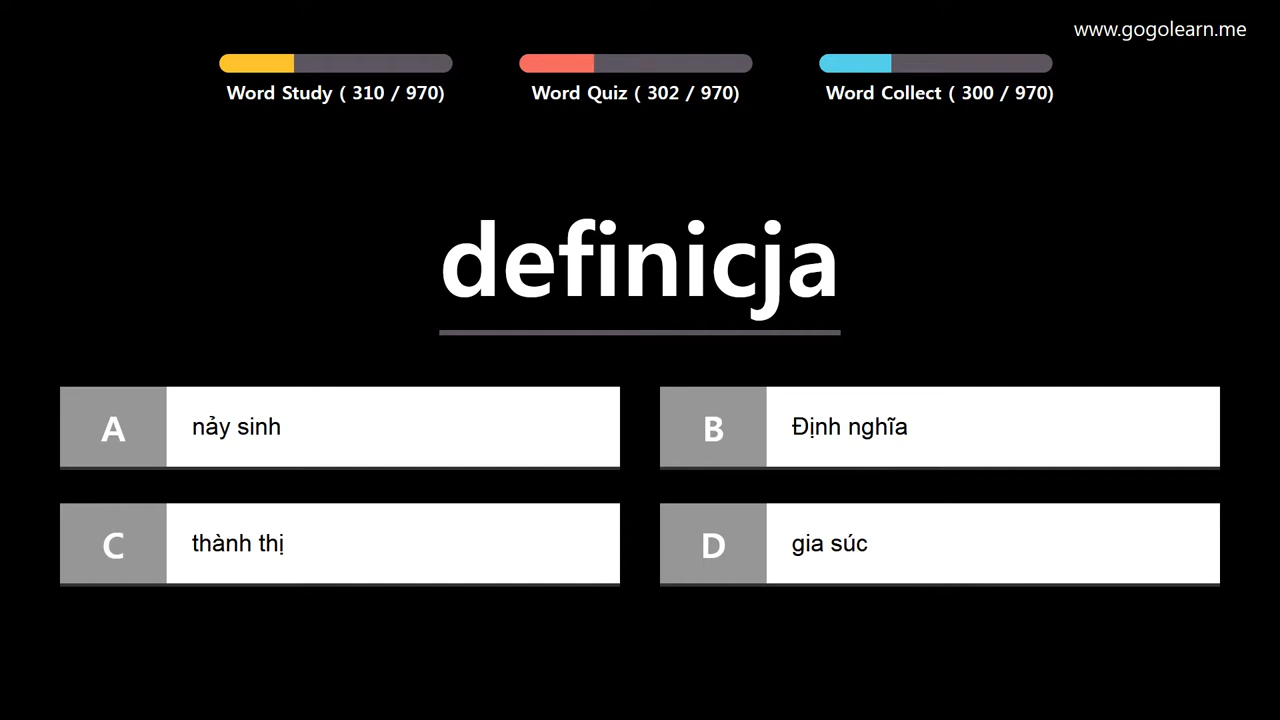 www.gogolearn.me
Word Study ( 310 / 970)
Word Quiz ( 302 / 970)
Word Collect ( 300 / 970)
definicja
A nảy sinh
B Định nghĩa
C thành thị
D gia súc